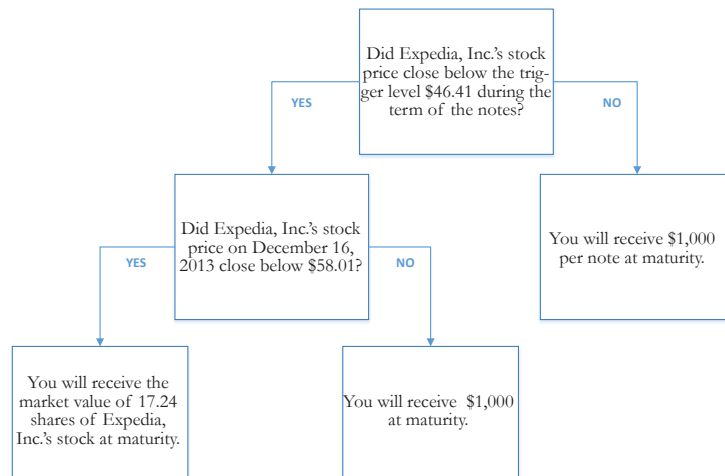 Did Expedia, Inc.'s stock
price close below the trig-
ger level $46.41 during the
term of the notes?
YES
NO
Did Expedia, Inc.'s stock
price on December 16,
2013 close below $58.01?
You will receive $1,000
per note at maturity.
YES
NO
You will receive the
market value of 17.24
shares of Expedia,
Inc.'s stock at maturity.
You will receive $1,000
at maturity.